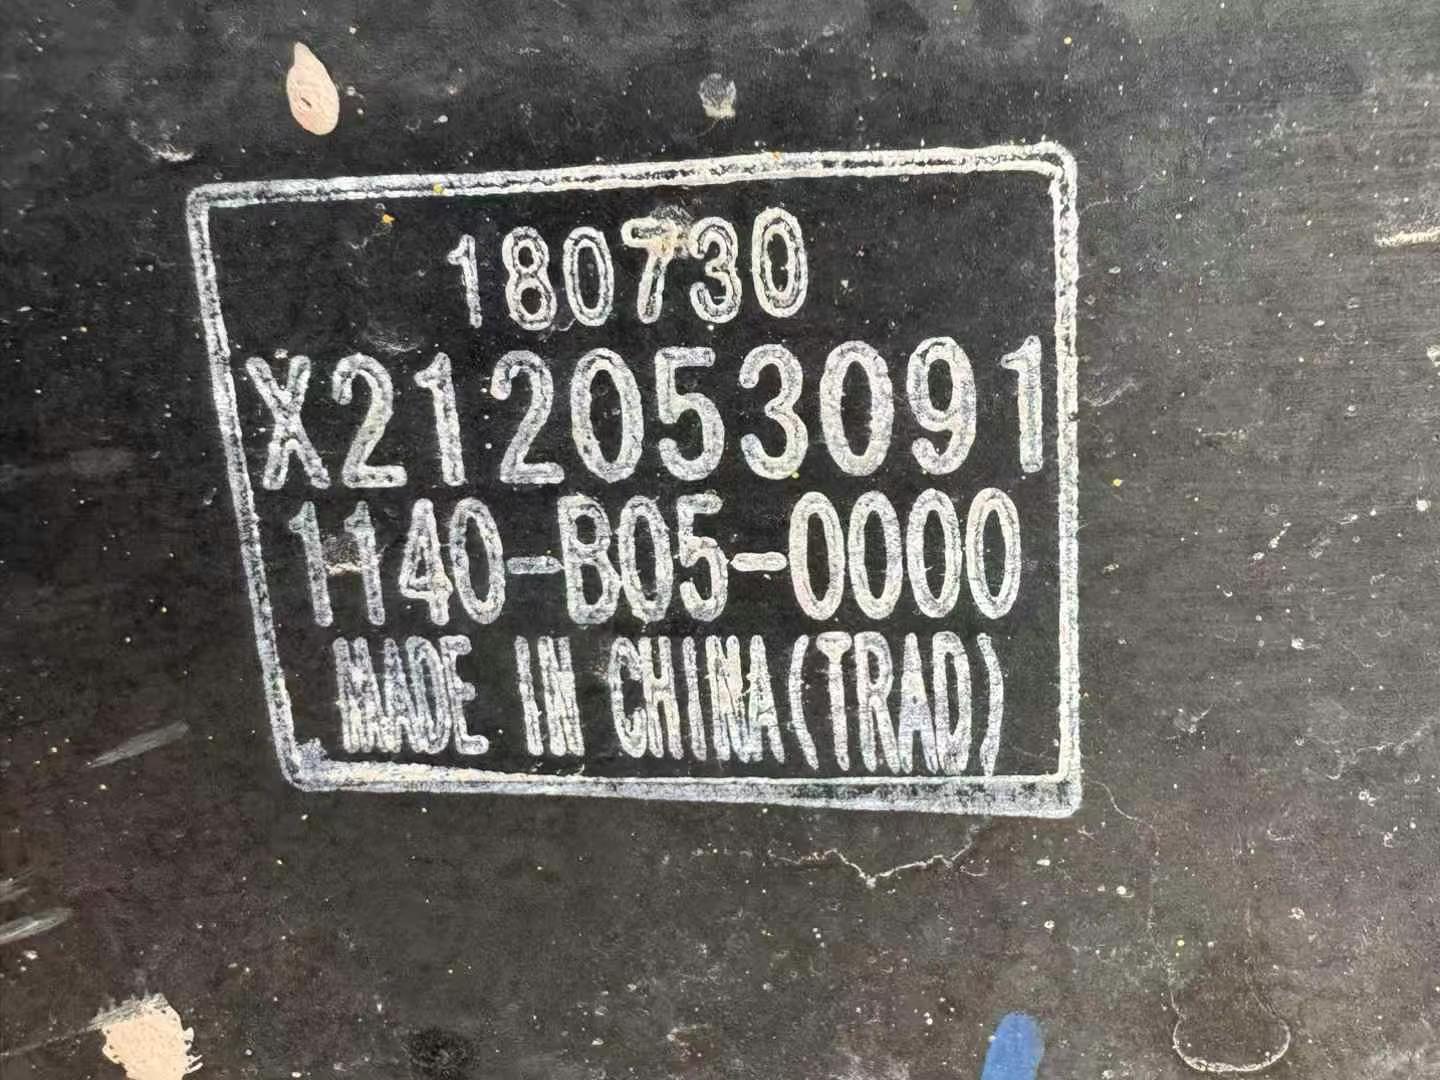 180730
X212053091
1140-B05-0000
MADE IN CHINA(TRAD)